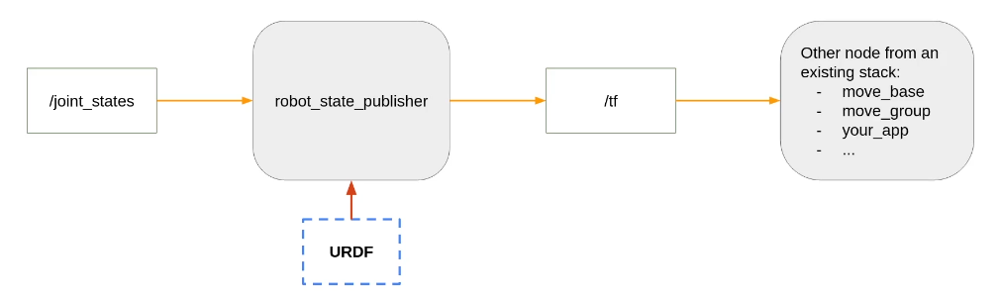 /joint_states
robot_state_publisher
/tf
Other node from an
existing stack:
- move_base
- move_group
- your_app
- ...
URDF